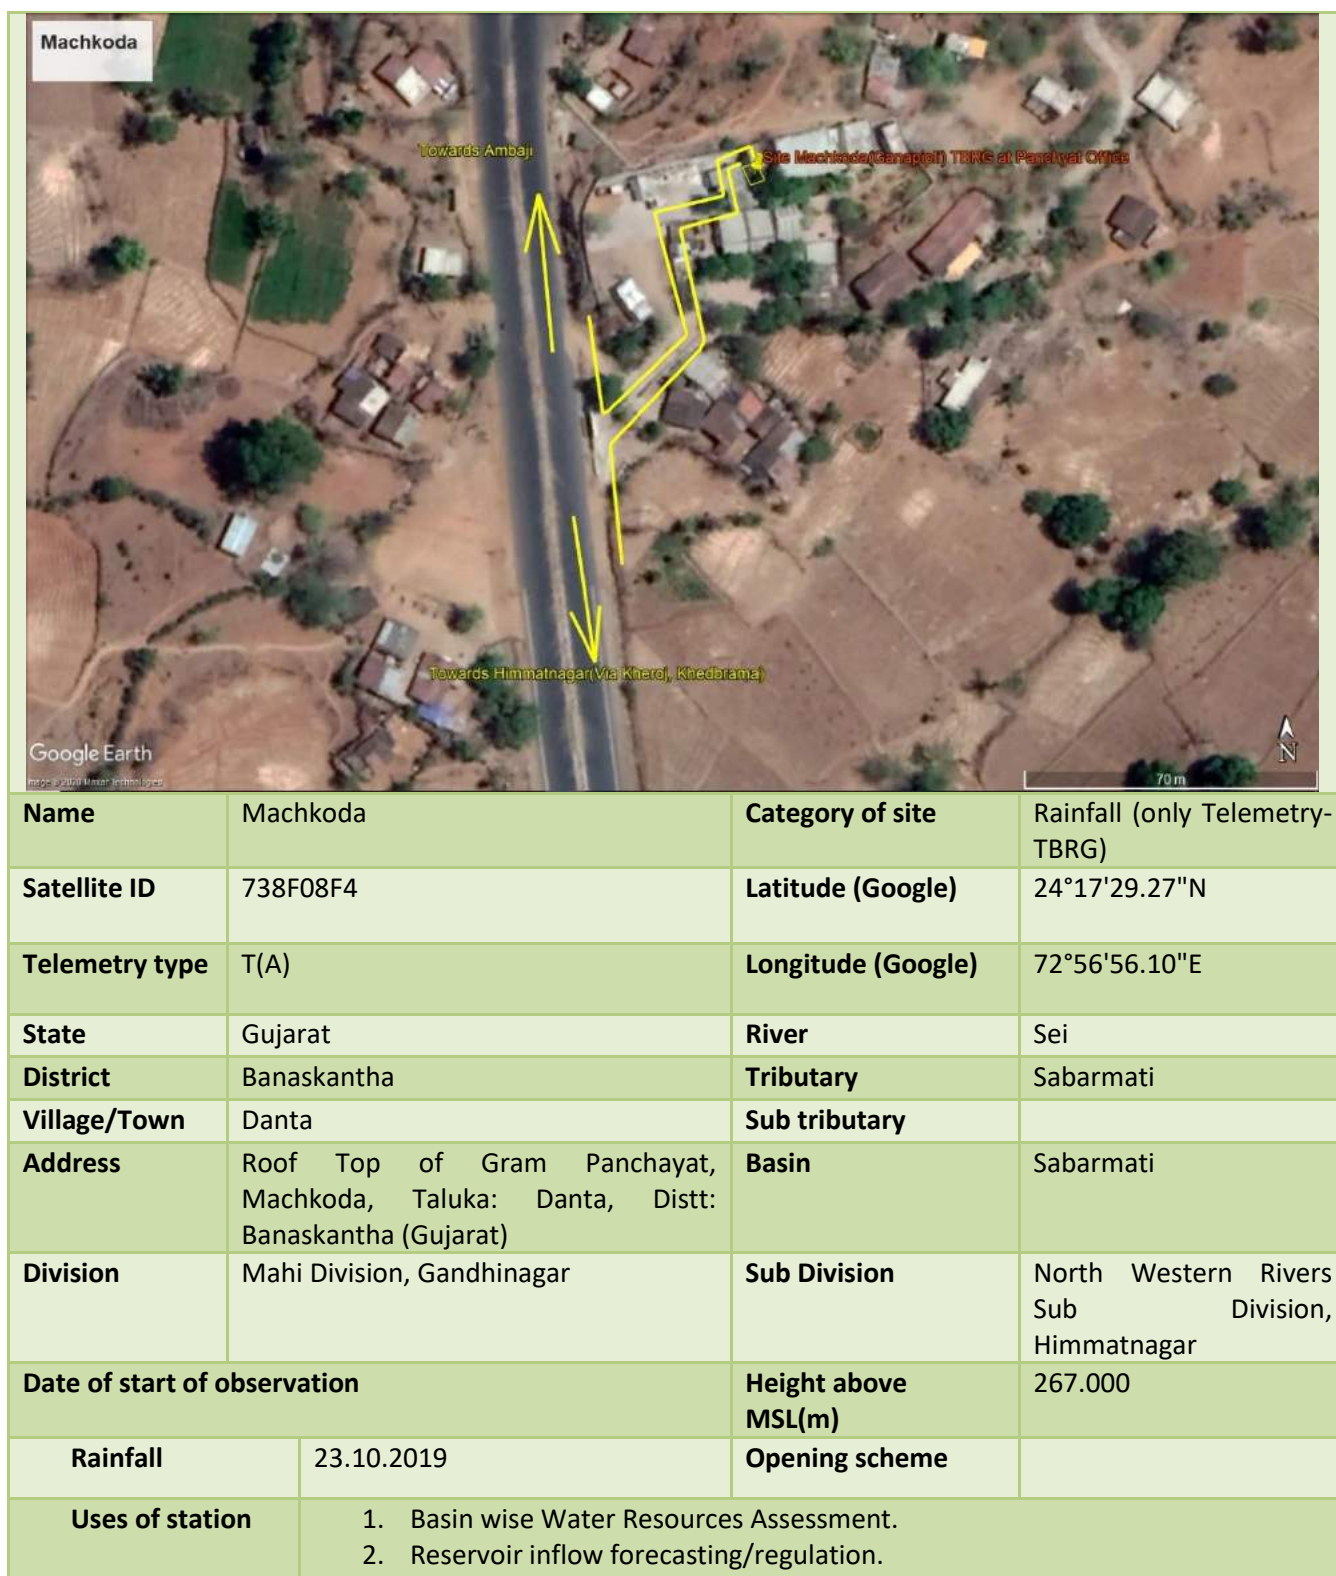 Machkoda
Towards Ambaji
Site Machkoda(Ganapipli) TBRG at Panchyat Office
Towards Himmatnagar(Via Kheroj, Khedbrama)
Google Earth
Image © 2020 Maxar Technologies
N
70 m
Name Machkoda Category of site Rainfall (only Telemetry-
TBRG)
Satellite ID 738F08F4 Latitude (Google) 24°17'29.27"N
Telemetry type T(A) Longitude (Google) 72°56'56.10"E
State Gujarat River Sei
District Banaskantha Tributary Sabarmati
Village/Town Danta Sub tributary
Address Roof Top of Gram Panchayat, Basin Sabarmati
Machkoda, Taluka: Danta, Distt:
Banaskantha (Gujarat)
Division Mahi Division, Gandhinagar Sub Division North Western Rivers
Sub Division,
Himmatnagar
Date of start of observation Height above 267.000
MSL(m)
Rainfall 23.10.2019 Opening scheme
Uses of station 1. Basin wise Water Resources Assessment.
2. Reservoir inflow forecasting/regulation.